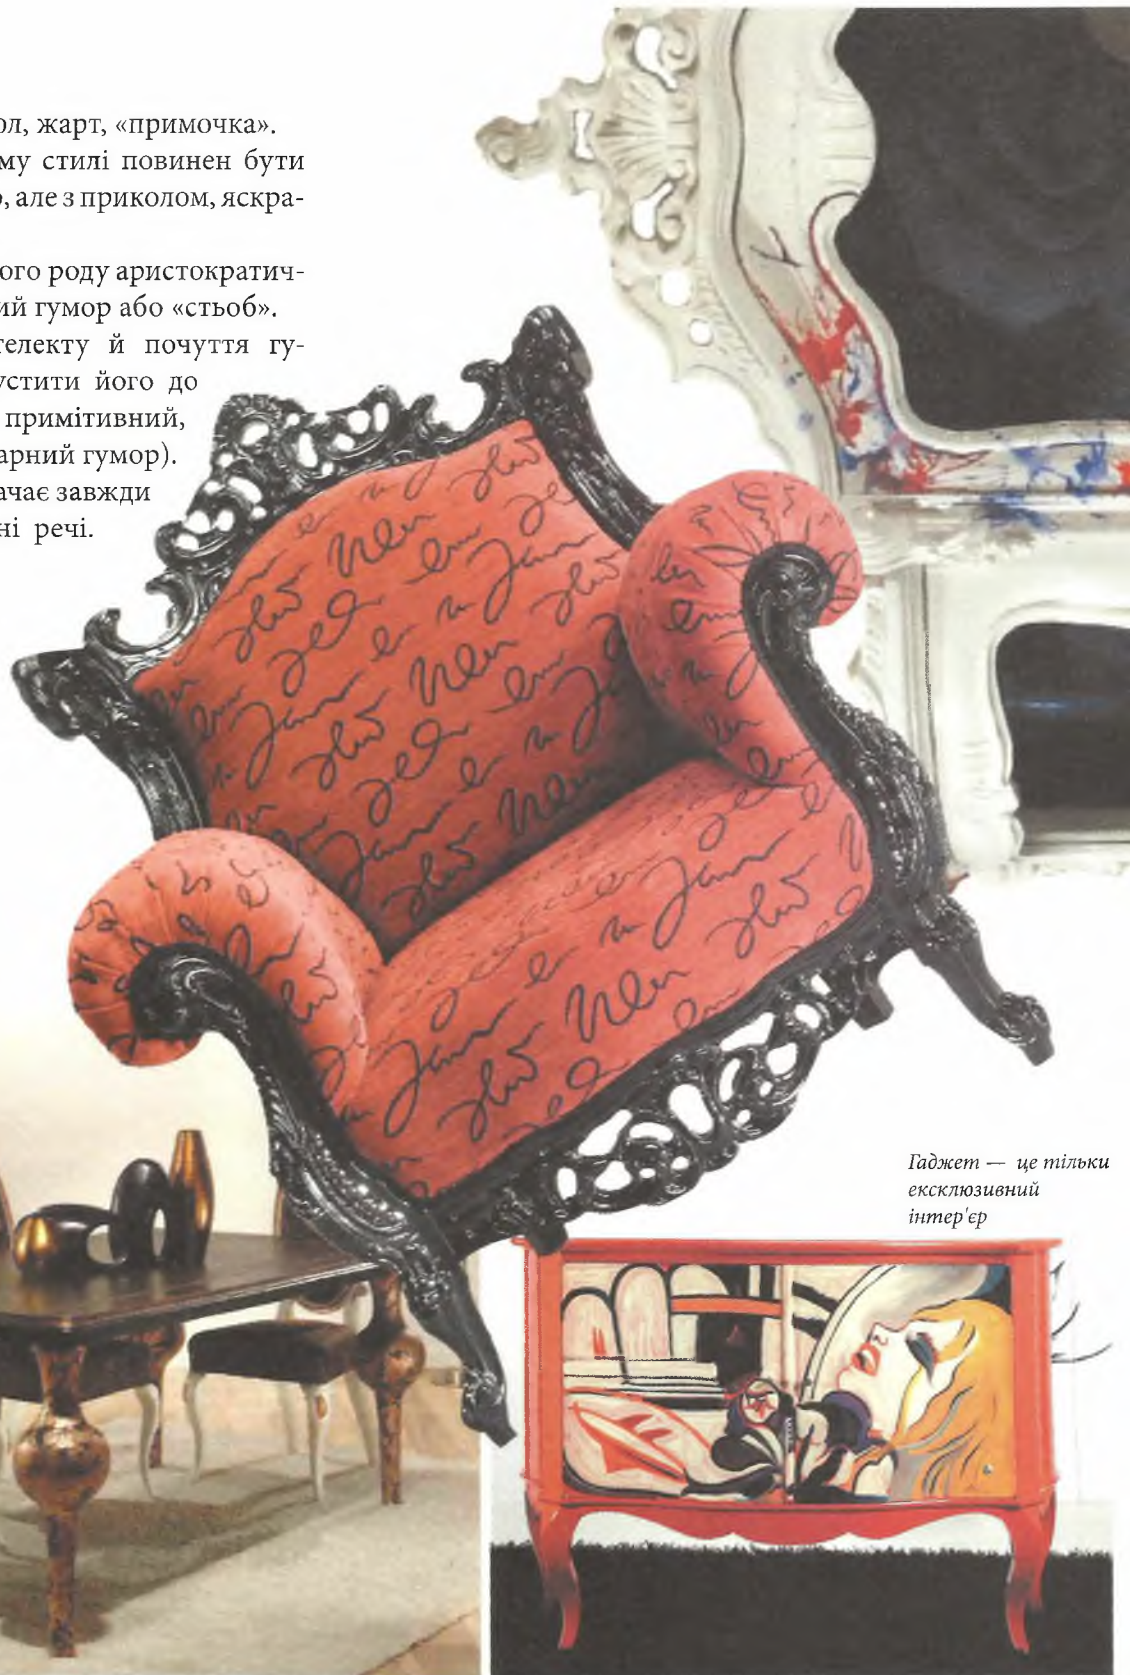 ол, жарт, «примочка».
му стилі повинен бути
о, але з приколом, яскра-
ого роду аристократич-
ий гумор або «стьоб».
телекту й почуття гу-
устити його до
примітивний,
арний гумор).
ачає завжди
ні речі.
Гаджет — це тільки
ексклюзивний
інтер'єр